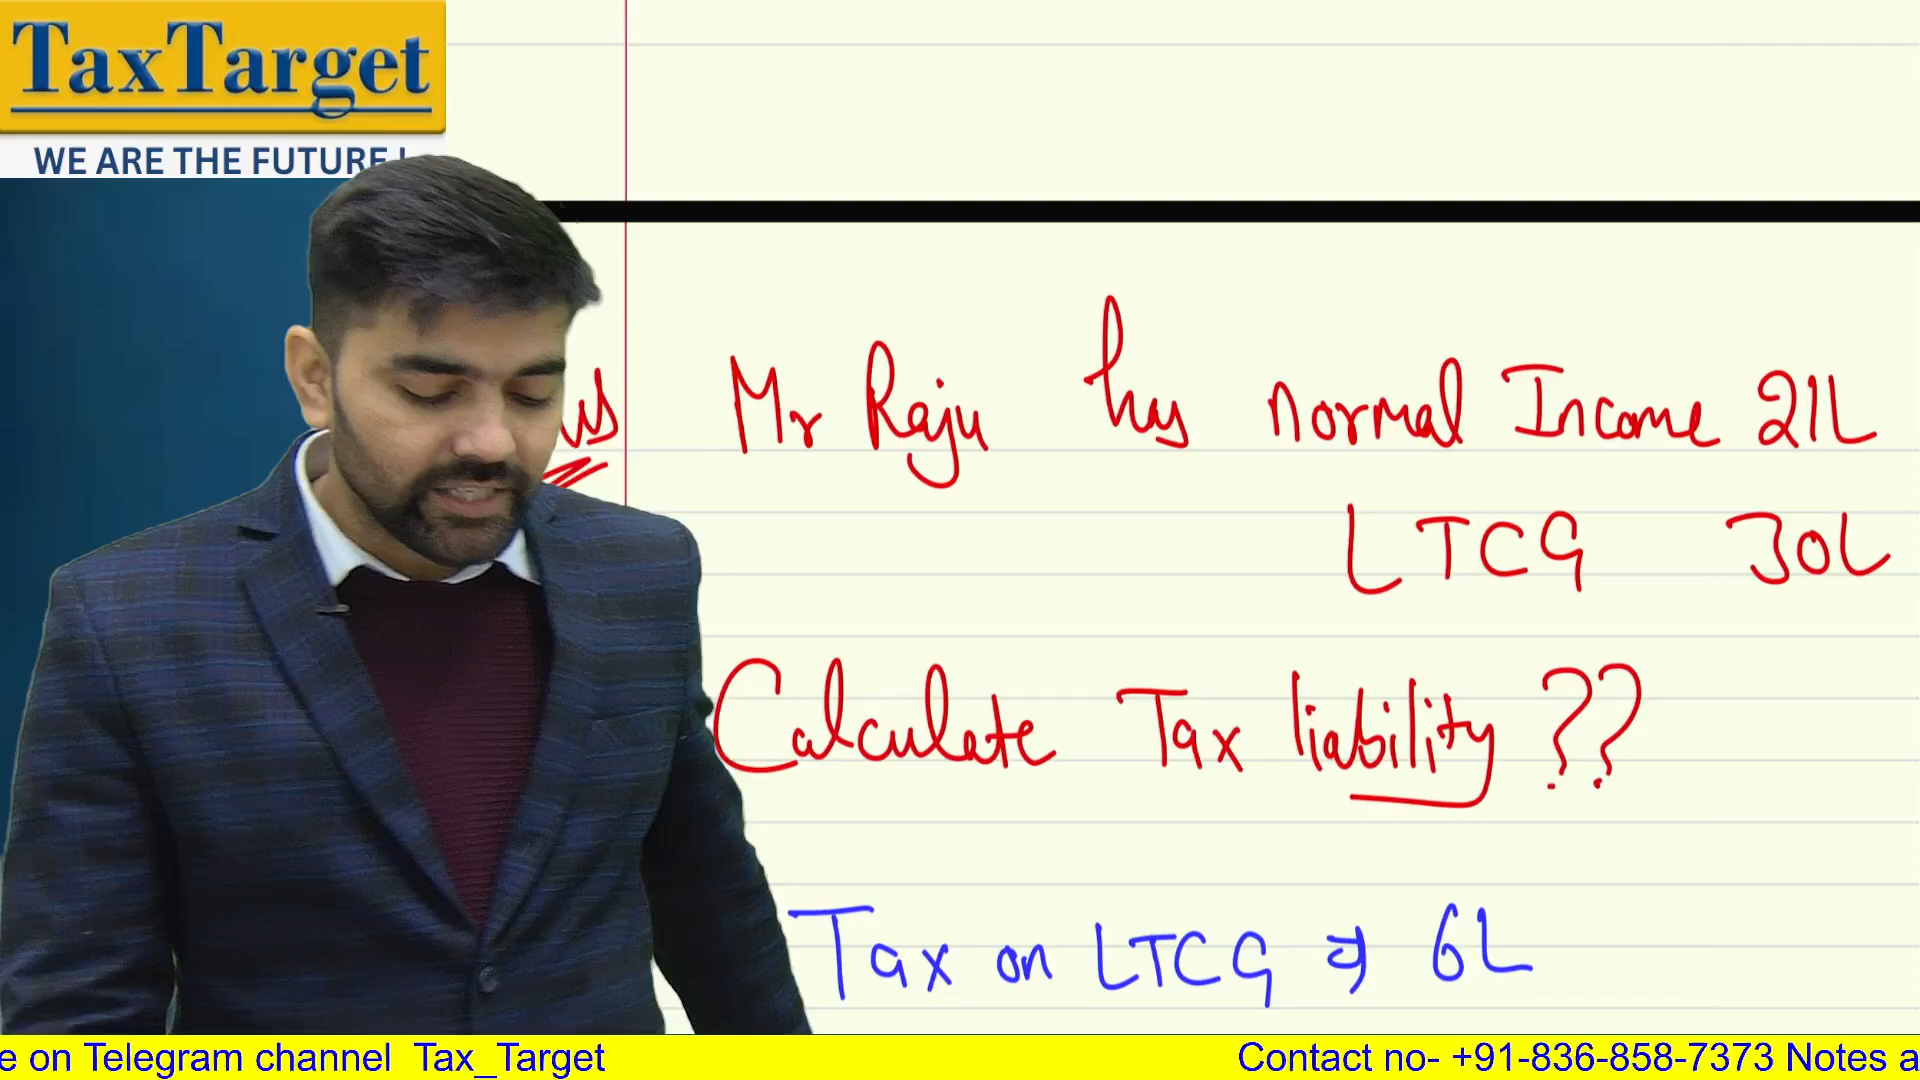 TaxTarget
WE ARE THE FUTURE
Mr Raju has normal Income 21L
LTCG 30L
Calculate Tax liability ??
Tax on LTCG ⇒ 6L
e on Telegram channel Tax_Target
Contact no- +91-836-858-7373 Notes a